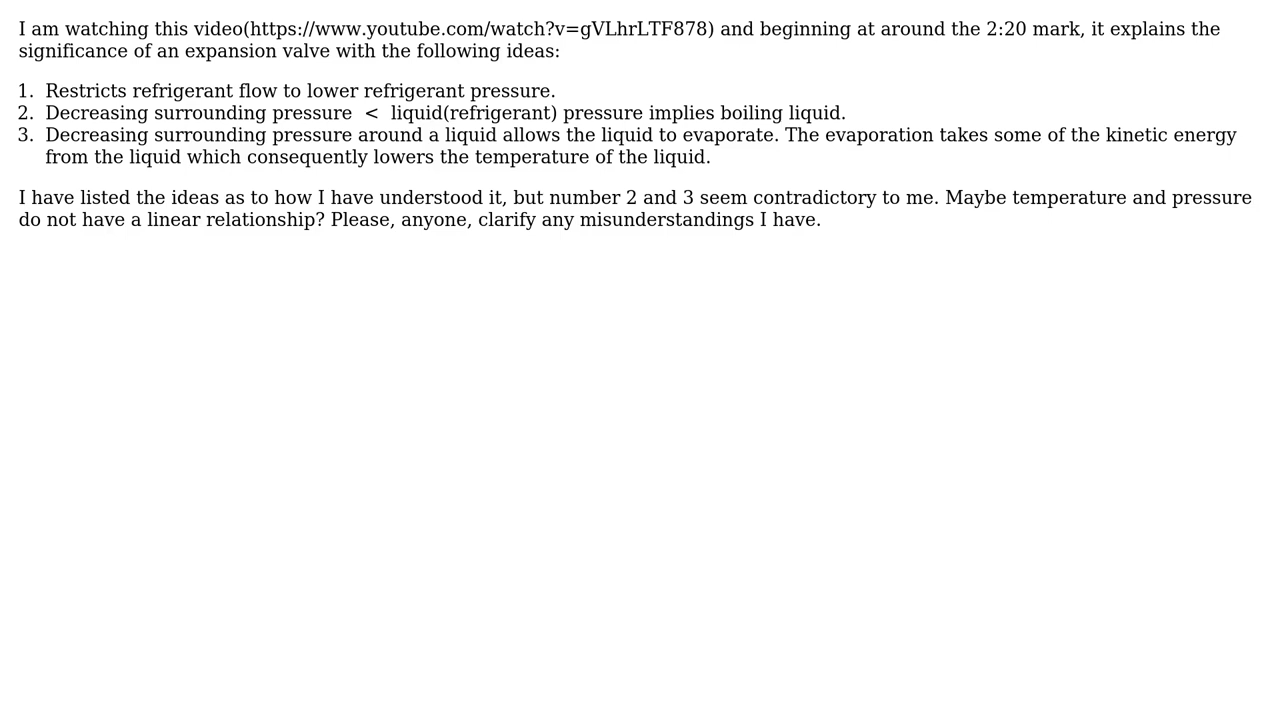 I am watching this video(https://www.youtube.com/watch?v=gVLhrLTF878) and beginning at around the 2:20 mark, it explains the
significance of an expansion valve with the following ideas:
1. Restricts refrigerant flow to lower refrigerant pressure.
2. Decreasing surrounding pressure < liquid(refrigerant) pressure implies boiling liquid.
3. Decreasing surrounding pressure around a liquid allows the liquid to evaporate. The evaporation takes some of the kinetic energy
from the liquid which consequently lowers the temperature of the liquid.
I have listed the ideas as to how I have understood it, but number 2 and 3 seem contradictory to me. Maybe temperature and pressure
do not have a linear relationship? Please, anyone, clarify any misunderstandings I have.